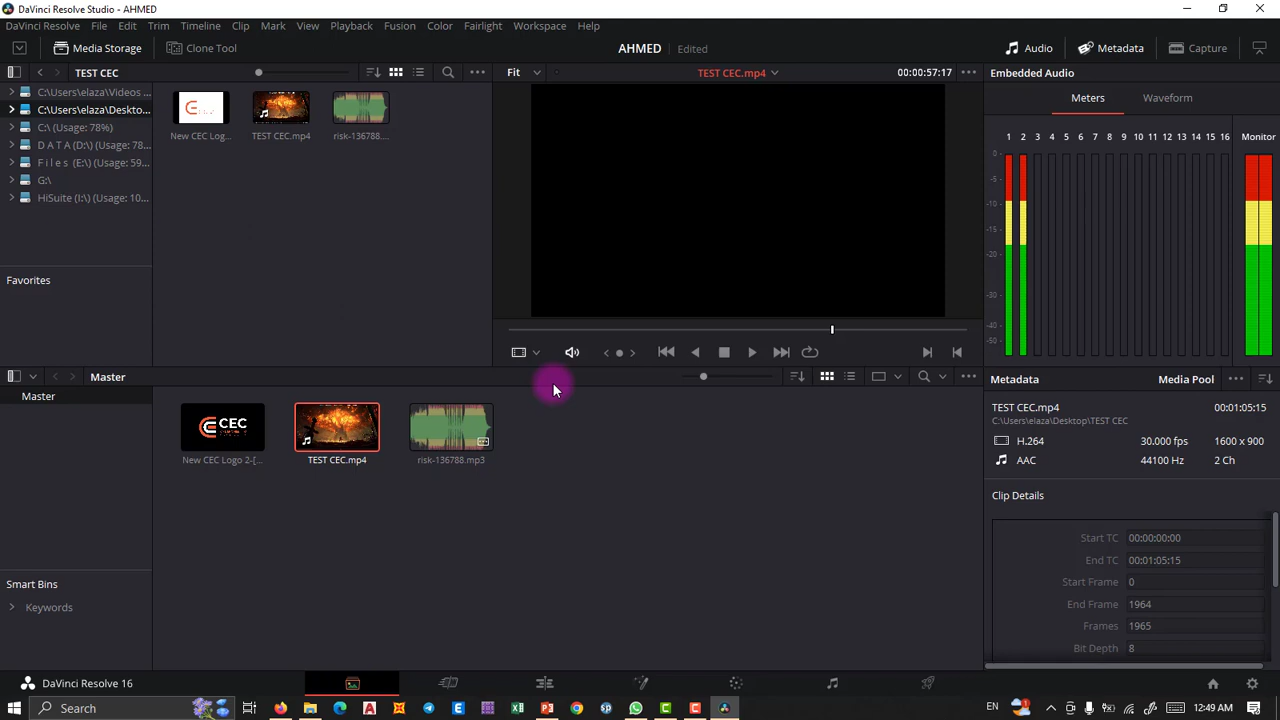 DaVinci Resolve Studio - AHMED
DaVinci Resolve File Edit Trim Timeline Clip Mark View Playback Fusion Color Fairlight Workspace Help
Media Storage Clone Tool AHMED Edited Audio Metadata Capture
TEST CEC Fit TEST CEC.mp4 00:00:57:17 Embedded Audio
C:\Users\elaza\Videos ...
C:\Users\elaza\Deskto...
C:\ (Usage: 78%)
D A T A (D:\) (Usage: 78...
F i l e s (E:\) (Usage: 59...
G:\
HiSuite (I:\) (Usage: 10...
Favorites
New CEC Log... TEST CEC.mp4 risk-136788....
Meters Waveform
1 2 3 4 5 6 7 8 9 10 11 12 13 14 15 16 Monitor
0-
-5-
-10-
-15-
-20-
-30-
-40-
-50-
Master
Master
CEC
New CEC Logo 2-[... TEST CEC.mp4 risk-136788.mp3
Smart Bins
Keywords
Metadata Media Pool
TEST CEC.mp4 00:01:05:15
C:\Users\elaza\Desktop\TEST CEC
H.264 30.000 fps 1600 x 900
AAC 44100 Hz 2 Ch
Clip Details
Start TC 00:00:00:00
End TC 00:01:05:15
Start Frame 0
End Frame 1964
Frames 1965
Bit Depth 8
DaVinci Resolve 16
Search EN 12:49 AM